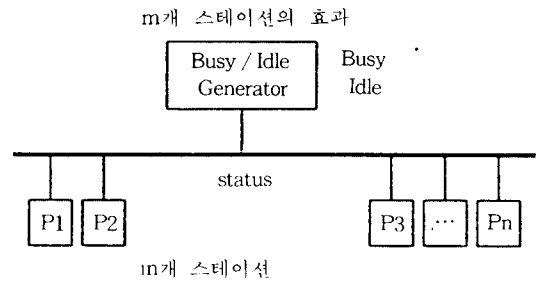 m개 스테이션의 효과
Busy / Idle
Generator
Busy
Idle
status
P1 P2 P3 ... Pn
m개 스테이션